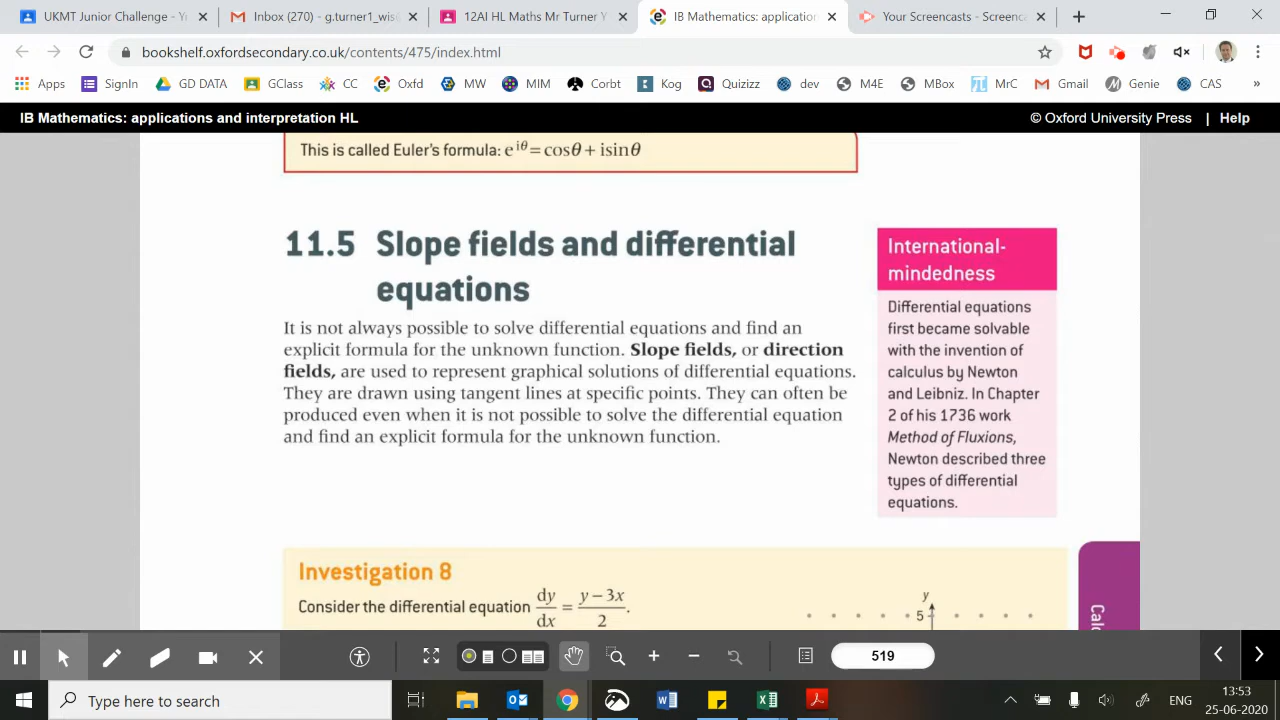 UKMT Junior Challenge - Y
Inbox (270) - g.turner1_wis
12AI HL Maths Mr Turner Y
IB Mathematics: applications an
Your Screencasts - Screenc
bookshelf.oxfordsecondary.co.uk/contents/475/index.html
Apps SignIn GD DATA GClass CC Oxfd MW MIM Corbt Kog Quizizz dev M4E MBox MrC Gmail Genie CAS »
IB Mathematics: applications and interpretation HL
© Oxford University Press | Help
This is called Euler's formula: e^iθ = cosθ + isinθ
11.5 Slope fields and differential
equations
It is not always possible to solve differential equations and find an
explicit formula for the unknown function. Slope fields, or direction
fields, are used to represent graphical solutions of differential equations.
They are drawn using tangent lines at specific points. They can often be
produced even when it is not possible to solve the differential equation
and find an explicit formula for the unknown function.
International-
mindedness
Differential equations
first became solvable
with the invention of
calculus by Newton
and Leibniz. In Chapter
2 of his 1736 work
Method of Fluxions,
Newton described three
types of differential
equations.
Investigation 8
Consider the differential equation dy/dx = (y − 3x)/2.
y
5
519
Type here to search
ENG
13:53
25-06-2020